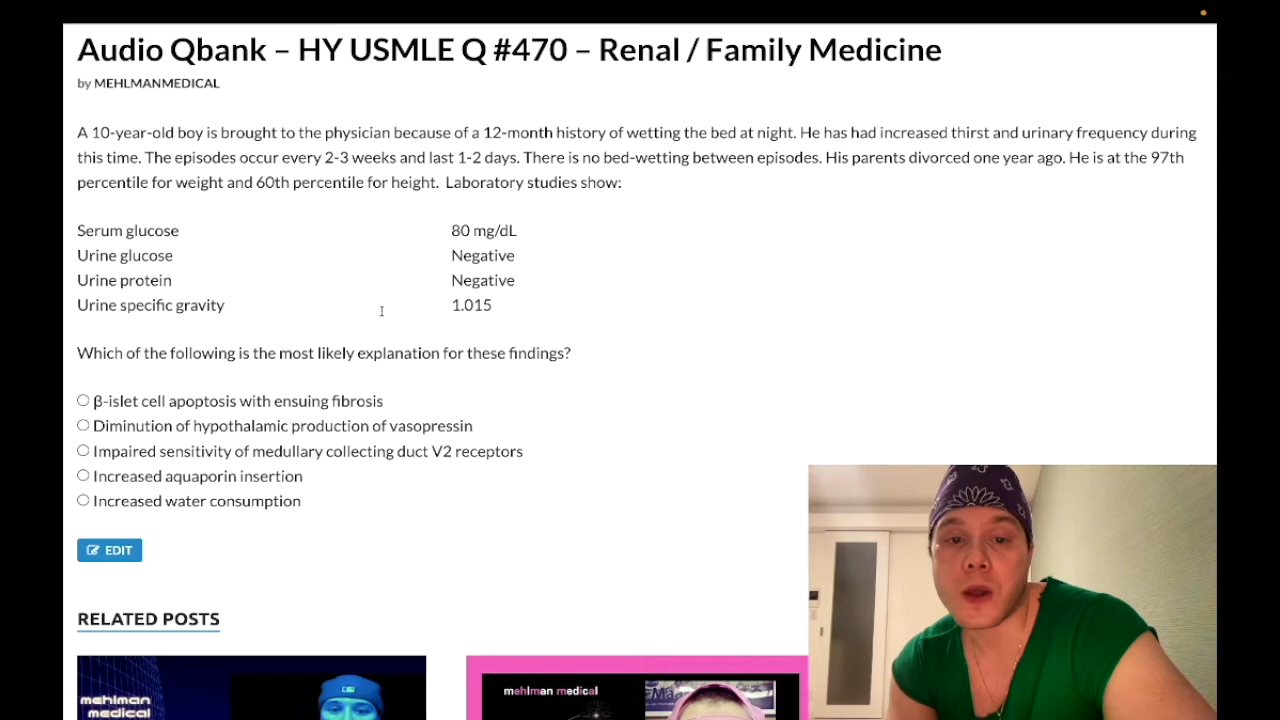 Audio Qbank – HY USMLE Q #470 – Renal / Family Medicine
by MEHLMANMEDICAL
A 10-year-old boy is brought to the physician because of a 12-month history of wetting the bed at night. He has had increased thirst and urinary frequency during
this time. The episodes occur every 2-3 weeks and last 1-2 days. There is no bed-wetting between episodes. His parents divorced one year ago. He is at the 97th
percentile for weight and 60th percentile for height. Laboratory studies show:
Serum glucose 80 mg/dL
Urine glucose Negative
Urine protein Negative
Urine specific gravity 1.015
Which of the following is the most likely explanation for these findings?
β-islet cell apoptosis with ensuing fibrosis
Diminution of hypothalamic production of vasopressin
Impaired sensitivity of medullary collecting duct V2 receptors
Increased aquaporin insertion
Increased water consumption
EDIT
RELATED POSTS
mehlman
medical
mehlman medical